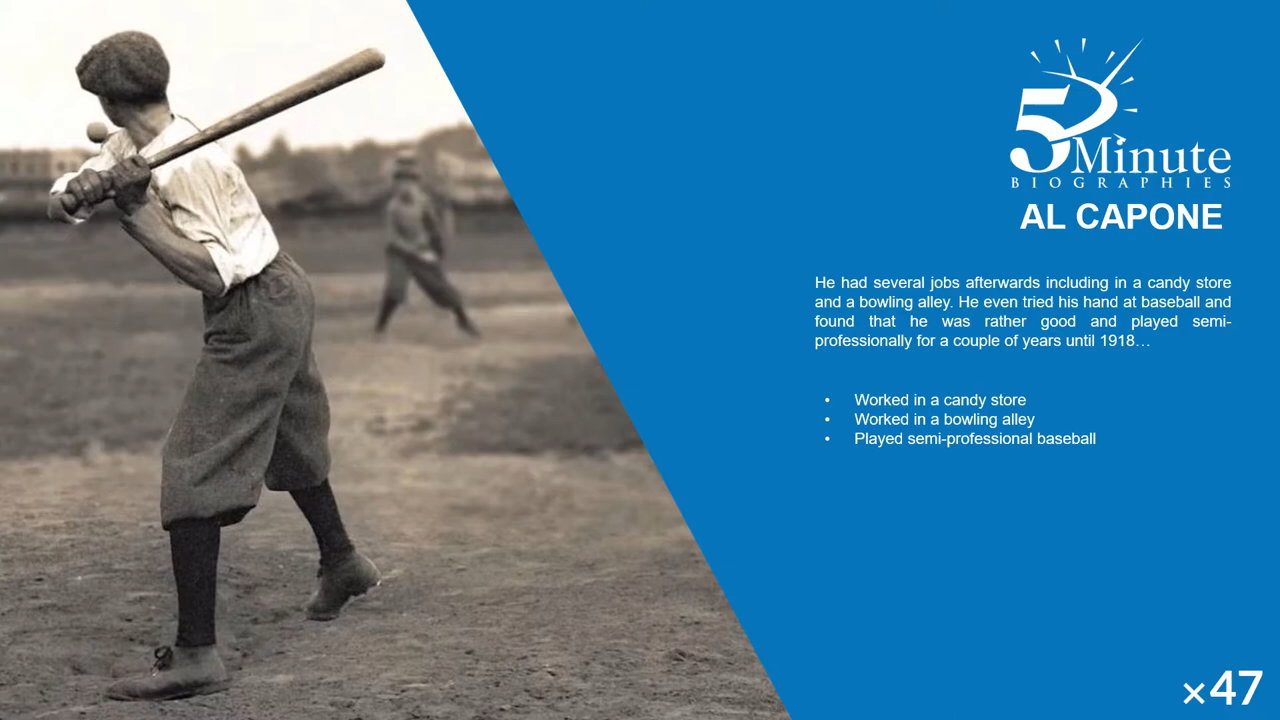 5 Minute
BIOGRAPHIES
AL CAPONE
He had several jobs afterwards including in a candy store
and a bowling alley. He even tried his hand at baseball and
found that he was rather good and played semi-
professionally for a couple of years until 1918…
• Worked in a candy store
• Worked in a bowling alley
• Played semi-professional baseball
×47